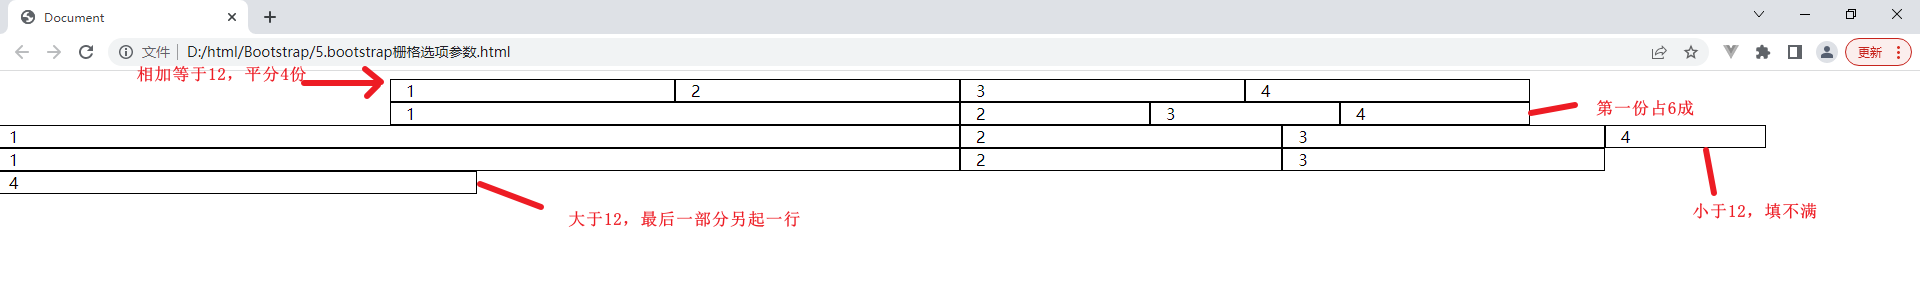 Document
文件 D:/html/Bootstrap/5.bootstrap栅格选项参数.html 更新
相加等于12，平分4份
1 2 3 4
1 2 3 4
第一份占6成
1 2 3 4
1 2 3
4
小于12，填不满
大于12，最后一部分另起一行